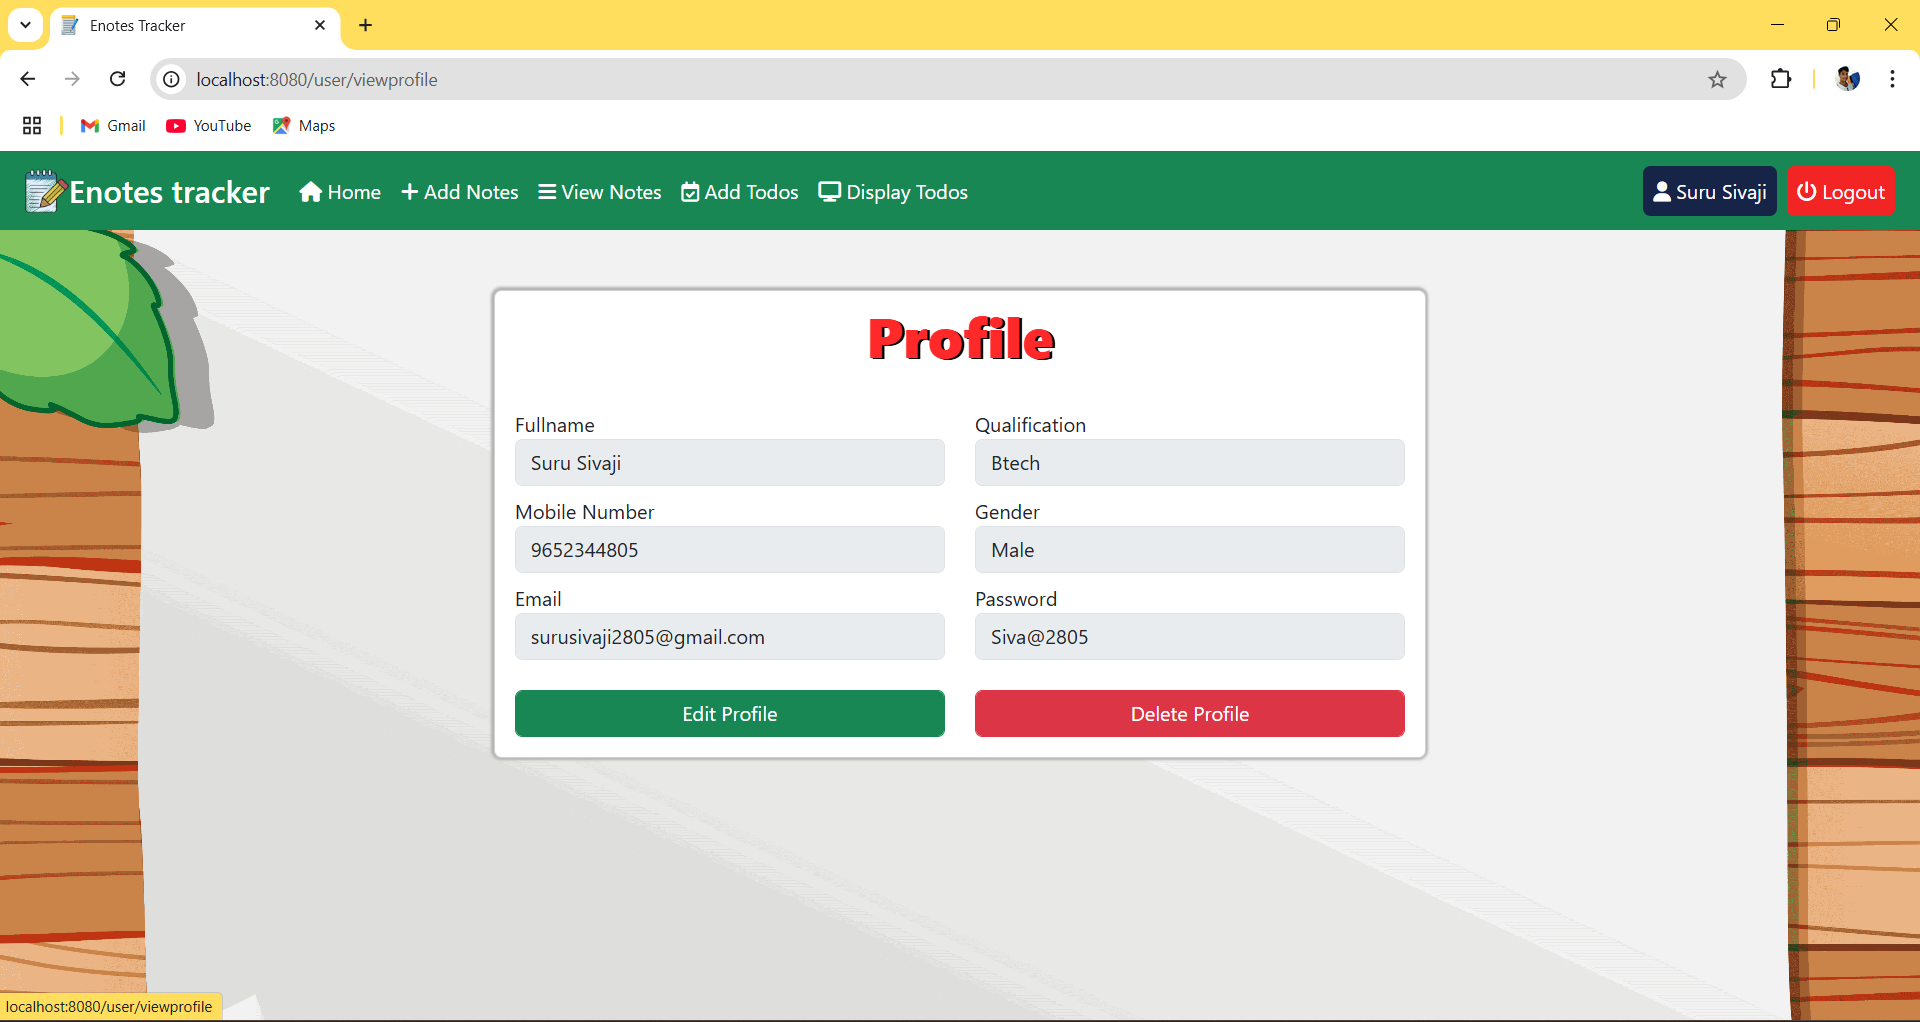 Enotes Tracker
localhost:8080/user/viewprofile
Gmail YouTube Maps
Enotes tracker Home Add Notes View Notes Add Todos Display Todos Suru Sivaji Logout
Profile
Fullname Qualification
Suru Sivaji Btech
Mobile Number Gender
9652344805 Male
Email Password
surusivaji2805@gmail.com Siva@2805
Edit Profile Delete Profile
localhost:8080/user/viewprofile